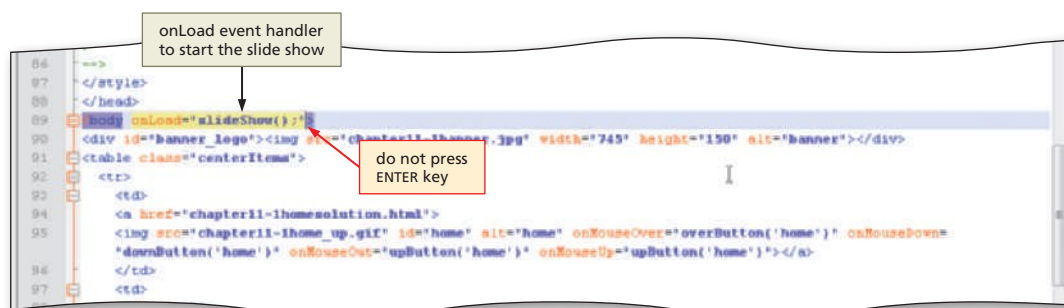 onLoad event handler
to start the slide show
86 -->
87 </style>
88 </head>
89 <body onLoad="slideShow();">
90 <div id="banner_logo"><img src="chapter11-1banner.jpg" width="745" height="150" alt="banner"></div>
do not press
ENTER key
91 <table class="centerItems">
92 <tr>
93 <td>
94 <a href="chapter11-1homesolution.html">
95 <img src="chapter11-1home_up.gif" id="home" alt="home" onMouseOver="overButton('home')" onMouseDown=
"downButton('home')" onMouseOut="upButton('home')" onMouseUp="upButton('home')"></a>
96 </td>
97 <td>